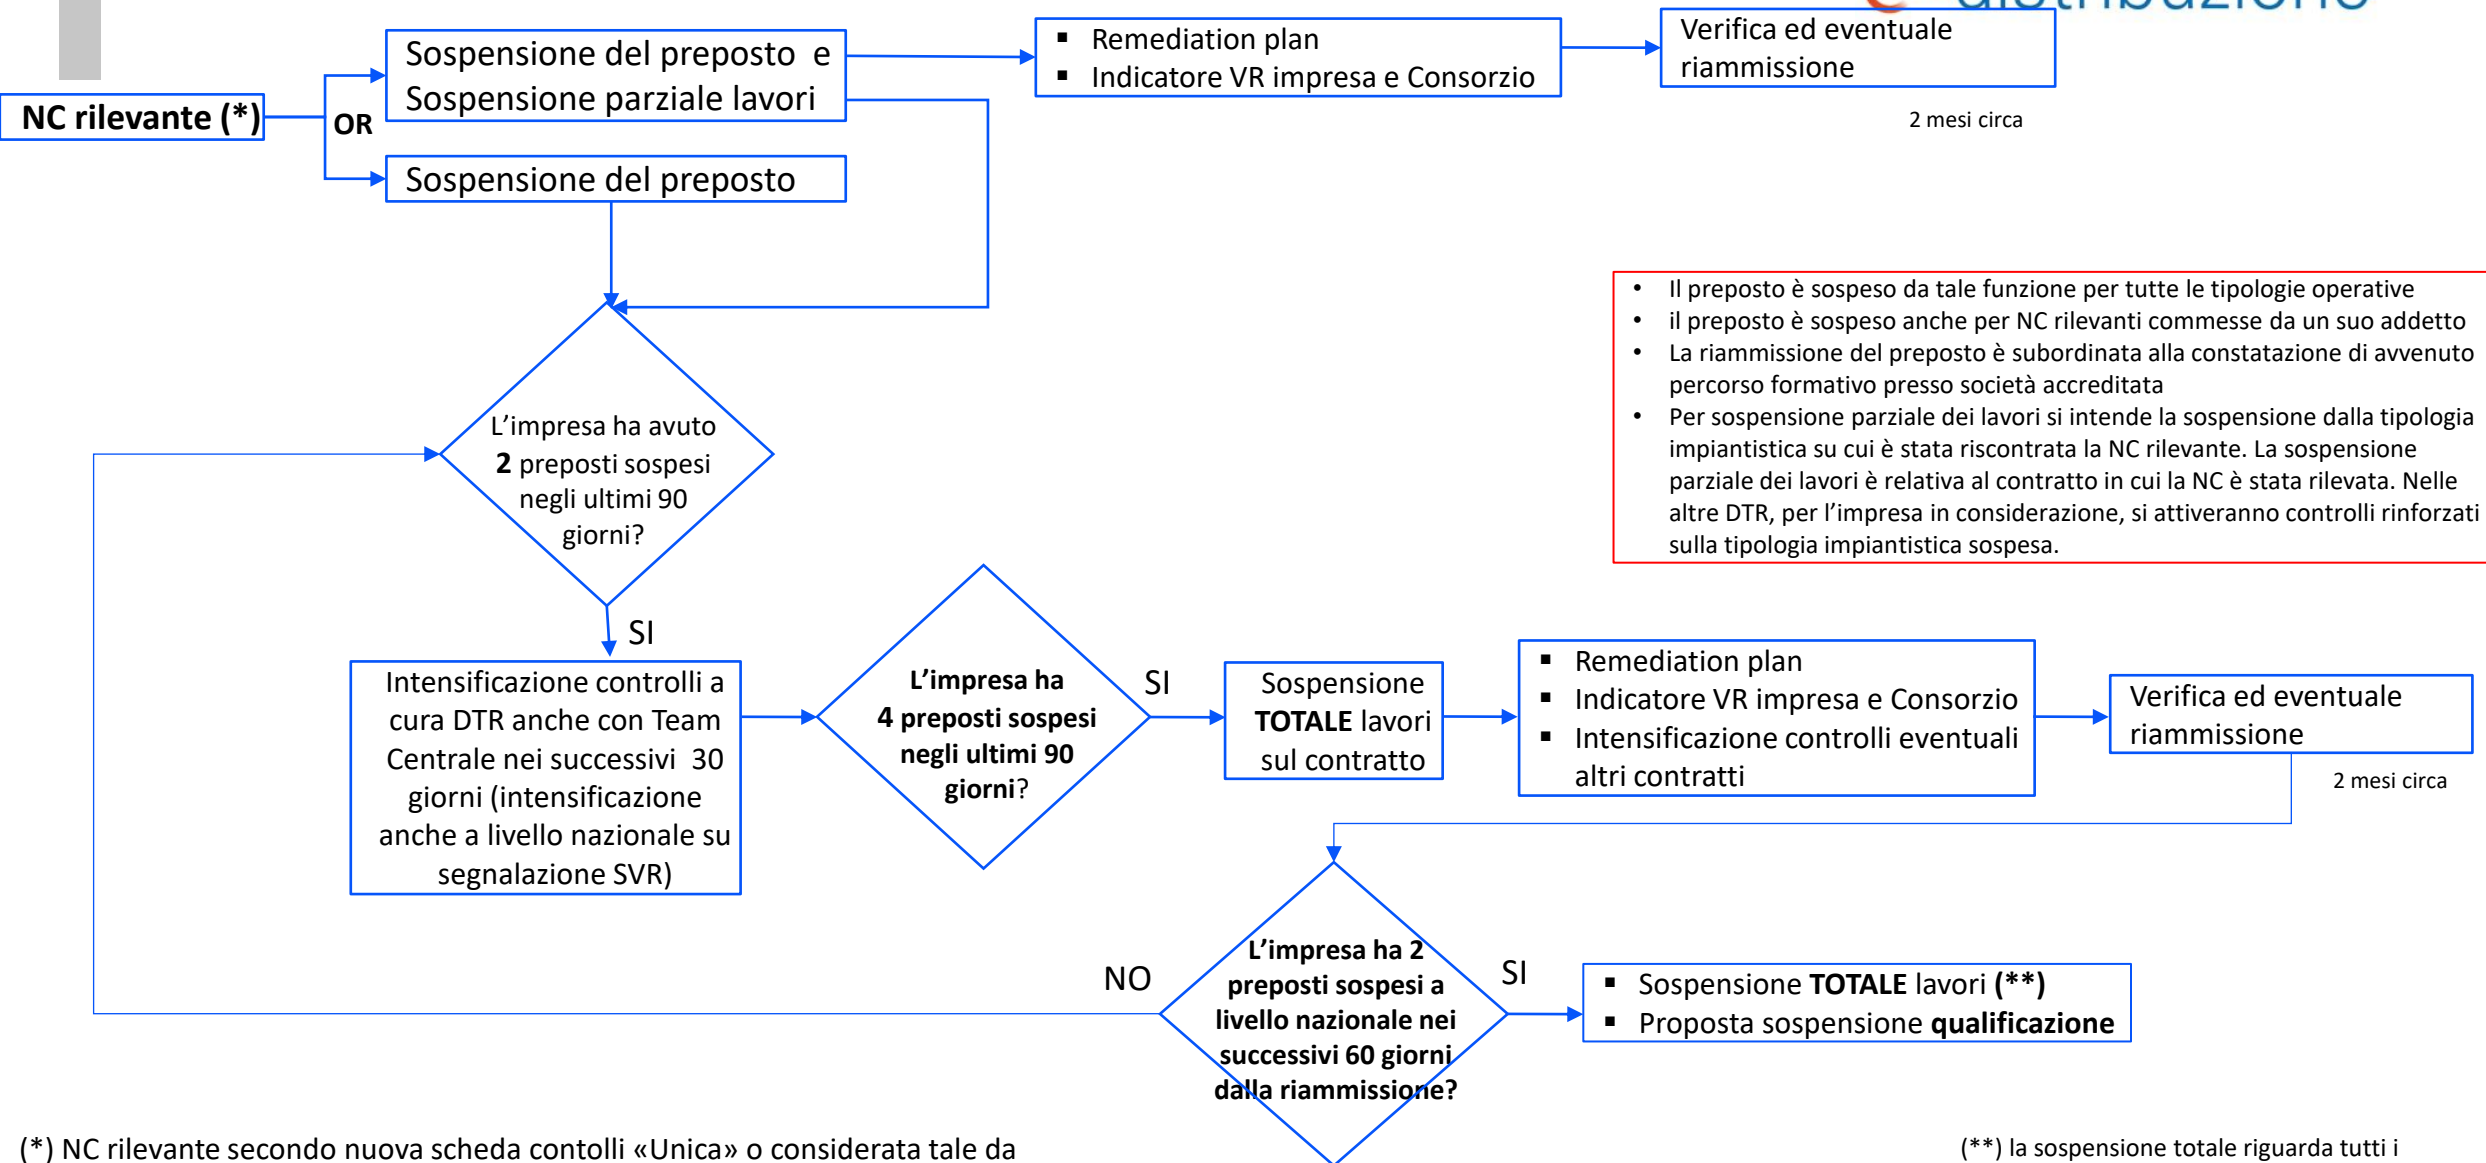 distribuzione
NC rilevante (*)
OR
Sospensione del preposto e
Sospensione parziale lavori
Sospensione del preposto
▪ Remediation plan
▪ Indicatore VR impresa e Consorzio
Verifica ed eventuale
riammissione
2 mesi circa
• Il preposto è sospeso da tale funzione per tutte le tipologie operative
• il preposto è sospeso anche per NC rilevanti commesse da un suo addetto
• La riammissione del preposto è subordinata alla constatazione di avvenuto
percorso formativo presso società accreditata
• Per sospensione parziale dei lavori si intende la sospensione dalla tipologia
impiantistica su cui è stata riscontrata la NC rilevante. La sospensione
parziale dei lavori è relativa al contratto in cui la NC è stata rilevata. Nelle
altre DTR, per l’impresa in considerazione, si attiveranno controlli rinforzati
sulla tipologia impiantistica sospesa.
L’impresa ha avuto
2 preposti sospesi
negli ultimi 90
giorni?
SI
Intensificazione controlli a
cura DTR anche con Team
Centrale nei successivi 30
giorni (intensificazione
anche a livello nazionale su
segnalazione SVR)
L’impresa ha
4 preposti sospesi
negli ultimi 90
giorni?
SI
Sospensione
TOTALE lavori
sul contratto
▪ Remediation plan
▪ Indicatore VR impresa e Consorzio
▪ Intensificazione controlli eventuali
altri contratti
Verifica ed eventuale
riammissione
2 mesi circa
L’impresa ha 2
preposti sospesi a
livello nazionale nei
successivi 60 giorni
dalla riammissione?
NO
SI
▪ Sospensione TOTALE lavori (**)
▪ Proposta sospensione qualificazione
(*) NC rilevante secondo nuova scheda contolli «Unica» o considerata tale da
(**) la sospensione totale riguarda tutti i